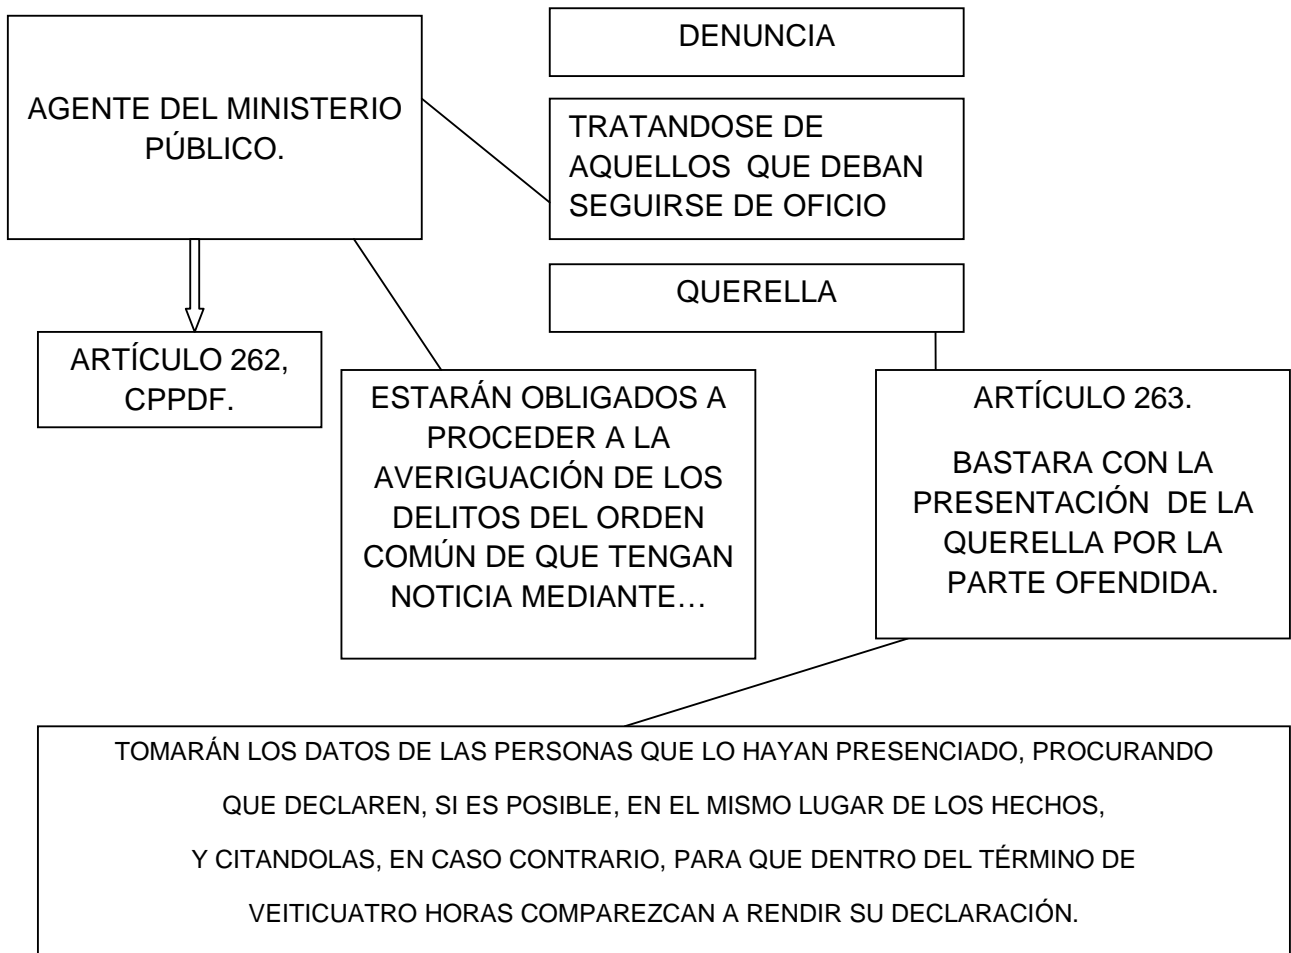 DENUNCIA
AGENTE DEL MINISTERIO
PÚBLICO.
TRATANDOSE DE
AQUELLOS QUE DEBAN
SEGUIRSE DE OFICIO
QUERELLA
ARTÍCULO 262,
CPPDF.
ESTARÁN OBLIGADOS A
PROCEDER A LA
AVERIGUACIÓN DE LOS
DELITOS DEL ORDEN
COMÚN DE QUE TENGAN
NOTICIA MEDIANTE…
ARTÍCULO 263.
BASTARA CON LA
PRESENTACIÓN DE LA
QUERELLA POR LA
PARTE OFENDIDA.
TOMARÁN LOS DATOS DE LAS PERSONAS QUE LO HAYAN PRESENCIADO, PROCURANDO
QUE DECLAREN, SI ES POSIBLE, EN EL MISMO LUGAR DE LOS HECHOS,
Y CITANDOLAS, EN CASO CONTRARIO, PARA QUE DENTRO DEL TÉRMINO DE
VEITICUATRO HORAS COMPAREZCAN A RENDIR SU DECLARACIÓN.